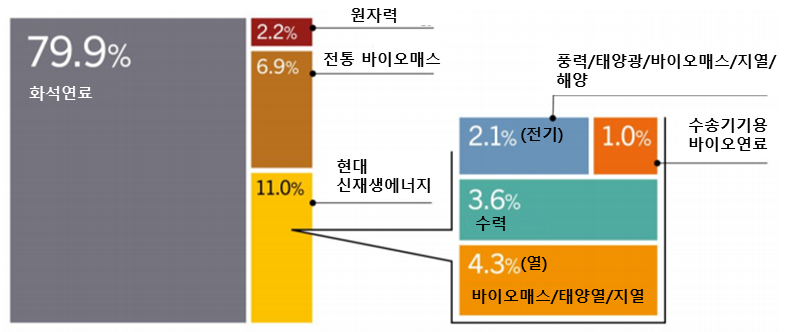 79.9%
화석연료
2.2%
원자력
6.9%
전통 바이오매스
11.0%
현대
신재생에너지
풍력/태양광/바이오매스/지열/
해양
2.1%(전기)
1.0%
수송기기용
바이오연료
3.6%
수력
4.3%(열)
바이오매스/태양열/지열